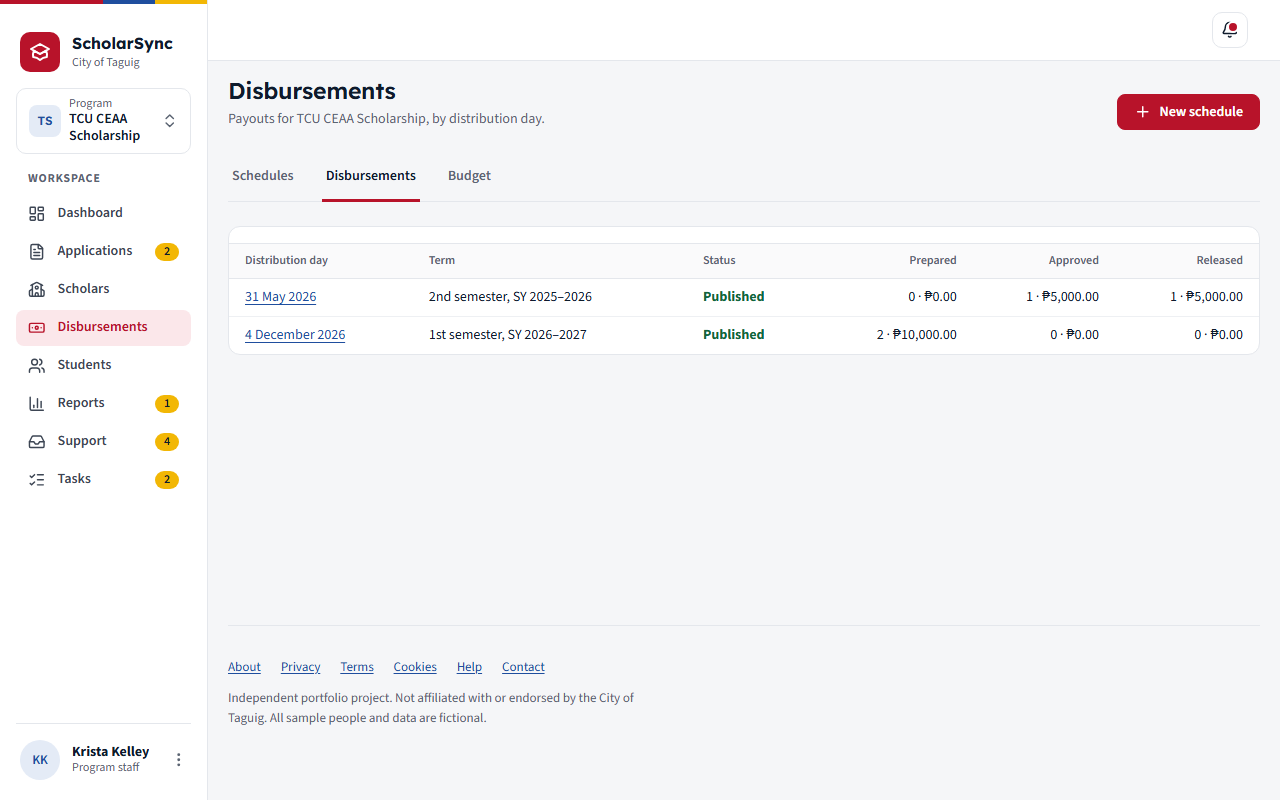 ScholarSync
City of Taguig
TS
Program
TCU CEAA
Scholarship
WORKSPACE
Dashboard
Applications 2
Scholars
Disbursements
Students
Reports 1
Support 4
Tasks 2
KK
Krista Kelley
Program staff
Disbursements
Payouts for TCU CEAA Scholarship, by distribution day.
New schedule
Schedules Disbursements Budget
Distribution day Term Status Prepared Approved Released
31 May 2026 2nd semester, SY 2025–2026 Published 0 · ₱0.00 1 · ₱5,000.00 1 · ₱5,000.00
4 December 2026 1st semester, SY 2026–2027 Published 2 · ₱10,000.00 0 · ₱0.00 0 · ₱0.00
About Privacy Terms Cookies Help Contact
Independent portfolio project. Not affiliated with or endorsed by the City of
Taguig. All sample people and data are fictional.